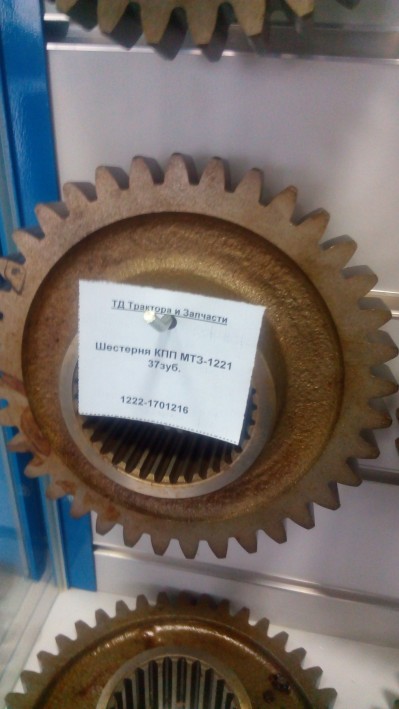 ТД Трактора и Запчасти
Шестерня КПП МТЗ-1221
37зуб.
1222-1701216